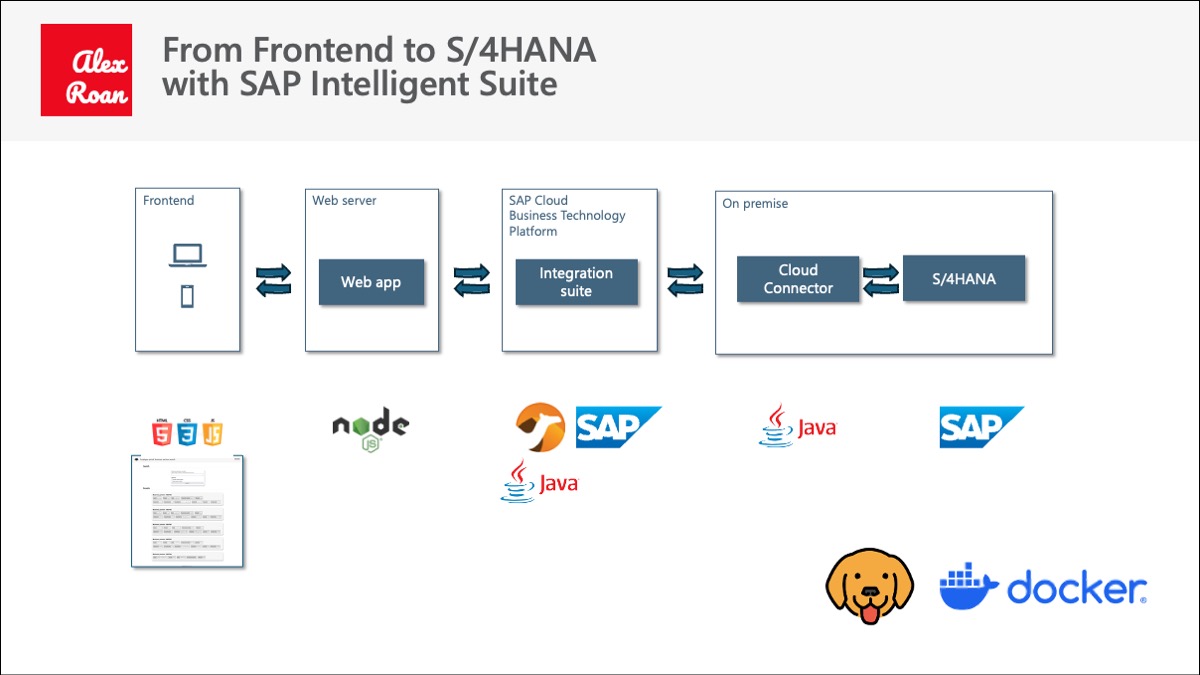 Alex
Roan
From Frontend to S/4HANA
with SAP Intelligent Suite
Frontend
Web server
Web app
SAP Cloud
Business Technology
Platform
Integration
suite
On premise
Cloud
Connector
S/4HANA
HTML
5
CSS
3
JS
JS
node
JS
SAP
Java
Java
SAP
docker